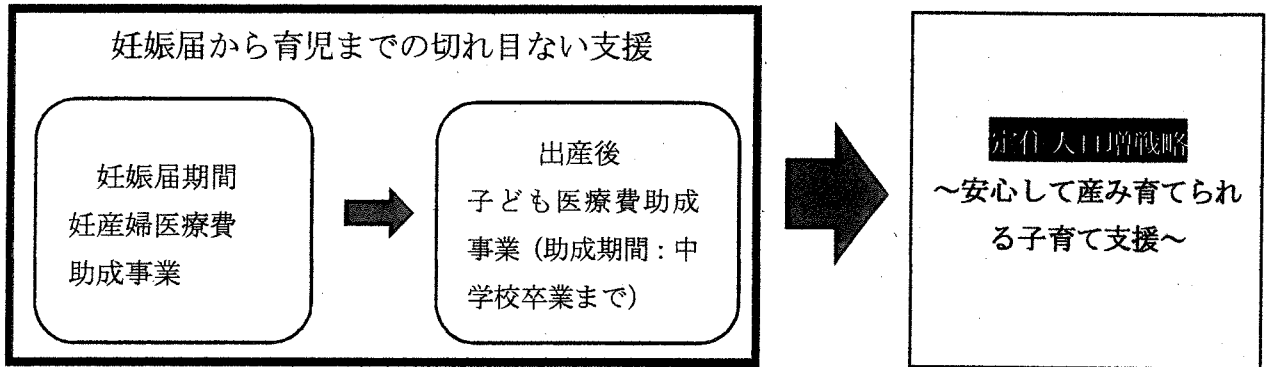 妊娠届から育児までの切れ目ない支援
妊娠届期間
妊産婦医療費
助成事業
出産後
子ども医療費助成
事業（助成期間：中
学校卒業まで）
定住人口増戦略
～安心して産み育てられ
る子育て支援～